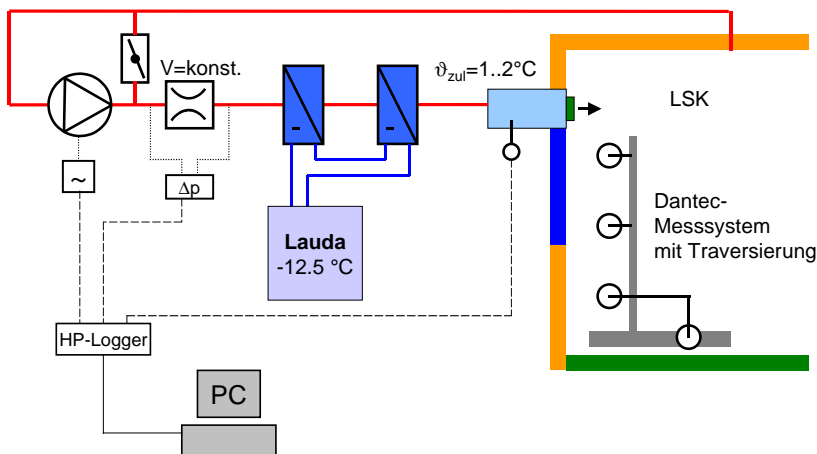 V=konst.
ϑzul=1..2°C
LSK
-
-
~
Δp
Dantec-
Messsystem
mit Traversierung
Lauda
-12.5 °C
HP-Logger
PC